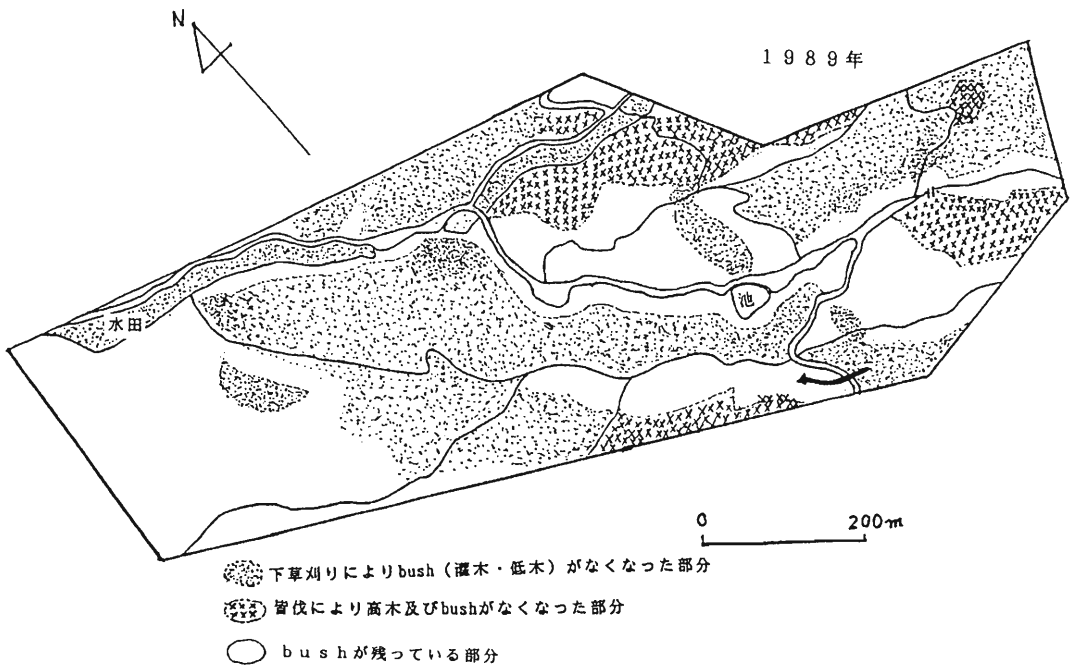 N
1989年
水田
池
0 200m
下草刈りによりbush（灌木・低木）がなくなった部分
皆伐により高木及びbushがなくなった部分
bushが残っている部分